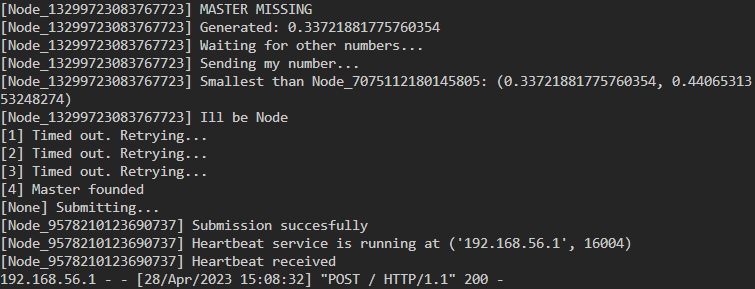 [Node_13299723083767723] MASTER MISSING
[Node_13299723083767723] Generated: 0.33721881775760354
[Node_13299723083767723] Waiting for other numbers...
[Node_13299723083767723] Sending my number...
[Node_13299723083767723] Smallest than Node_7075112180145805: (0.33721881775760354, 0.44065313
53248274)
[Node_13299723083767723] Ill be Node
[1] Timed out. Retrying...
[2] Timed out. Retrying...
[3] Timed out. Retrying...
[4] Master founded
[None] Submitting...
[Node_9578210123690737] Submission succesfully
[Node_9578210123690737] Heartbeat service is running at ('192.168.56.1', 16004)
[Node_9578210123690737] Heartbeat received
192.168.56.1 - - [28/Apr/2023 15:08:32] "POST / HTTP/1.1" 200 -